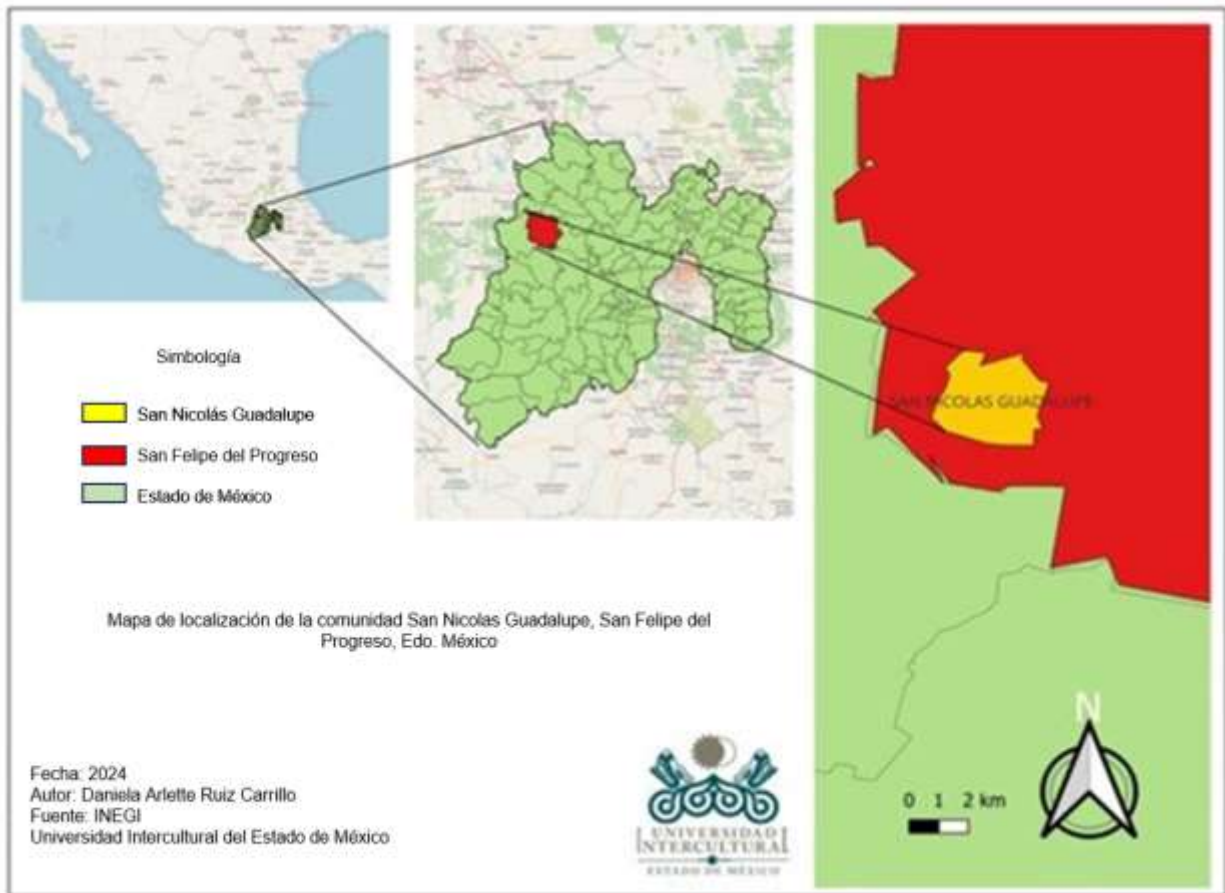 Simbología
San Nicolás Guadalupe
San Felipe del Progreso
Estado de México
Mapa de localización de la comunidad San Nicolas Guadalupe, San Felipe del
Progreso, Edo. México
Fecha: 2024
Autor: Daniela Arlette Ruiz Carrillo
Fuente: INEGI
Universidad Intercultural del Estado de México
UNIVERSIDAD
INTERCULTURAL
ESTADO DE MÉXICO
SAN NICOLAS GUADALUPE
N
0 1 2 km